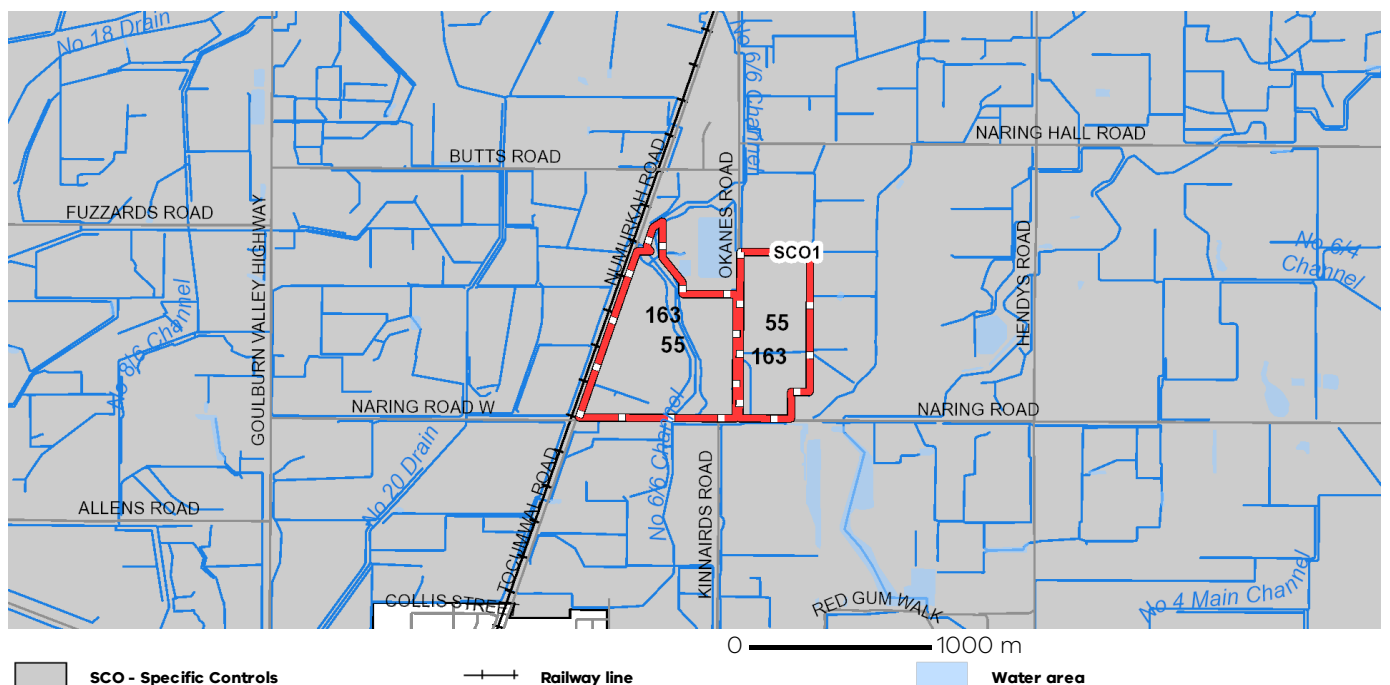 No 18 Drain
No 6/6 Channel
NARING HALL ROAD
BUTTS ROAD
NUMURKAH ROAD
OKANES ROAD
FUZZARDS ROAD
GOULBURN VALLEY HIGHWAY
HENDYS ROAD
No 6/4
Channel
SCO1
No 8/6 Channel
163
55
55
163
NARING ROAD W
NARING ROAD
No 20 Drain
No 6/6 Channel
TOCUMWAL ROAD
KINNAIRDS ROAD
ALLENS ROAD
COLLIS STREET
RED GUM WALK
No 4 Main Channel
0 1000 m
SCO - Specific Controls
Railway line
Water area